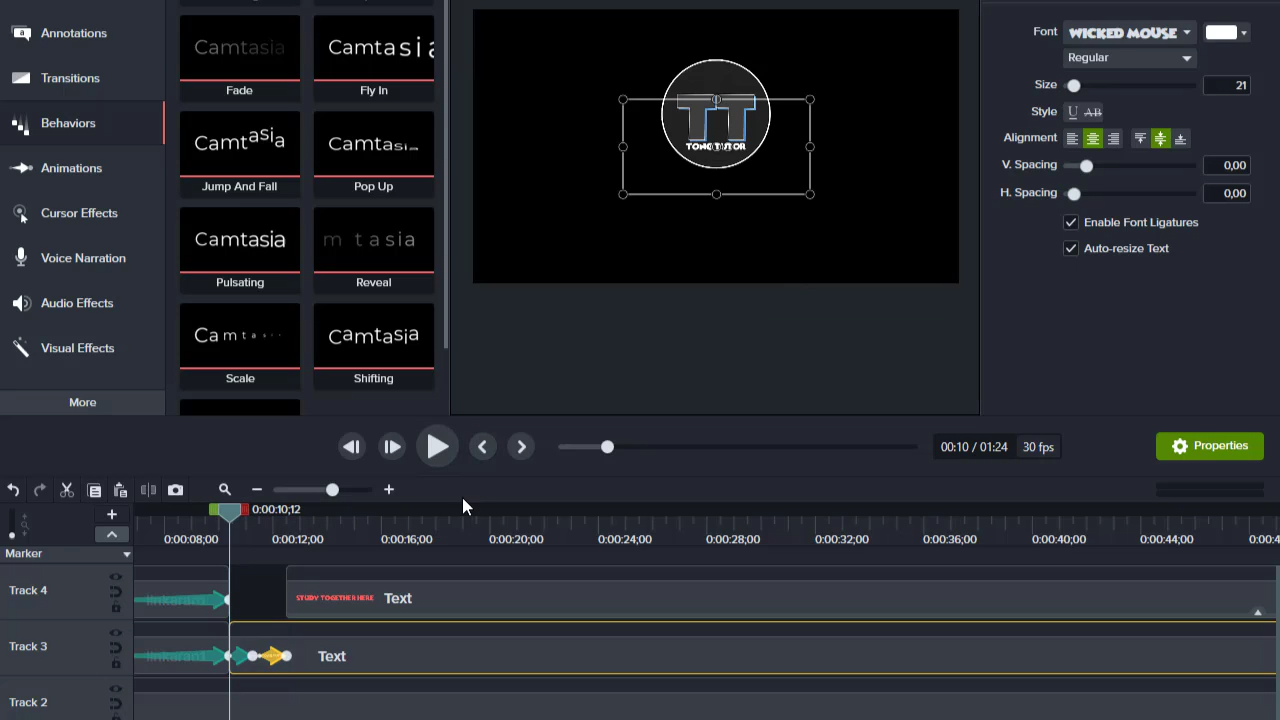 Annotations
Transitions
Behaviors
Animations
Cursor Effects
Voice Narration
Audio Effects
Visual Effects
More
Camtasia
Fade
Camtasia
Fly In
Camtasia
Jump And Fall
Camtasia
Pop Up
Camtasia
Pulsating
m t a s i a
Reveal
Camta
Scale
Camtasia
Shifting
TT
Font WICKED MOUSE
Regular
Size 21
Style U AB
Alignment
V. Spacing 0,00
H. Spacing 0,00
Enable Font Ligatures
Auto-resize Text
00:10 / 01:24 30 fps
Properties
0:00:10;12
0:00:08;00 0:00:12;00 0:00:16;00 0:00:20;00 0:00:24;00 0:00:28;00 0:00:32;00 0:00:36;00 0:00:40;00 0:00:44;00
Marker
Track 4 STUDY TOGETHER HERE Text
Track 3 Text
Track 2